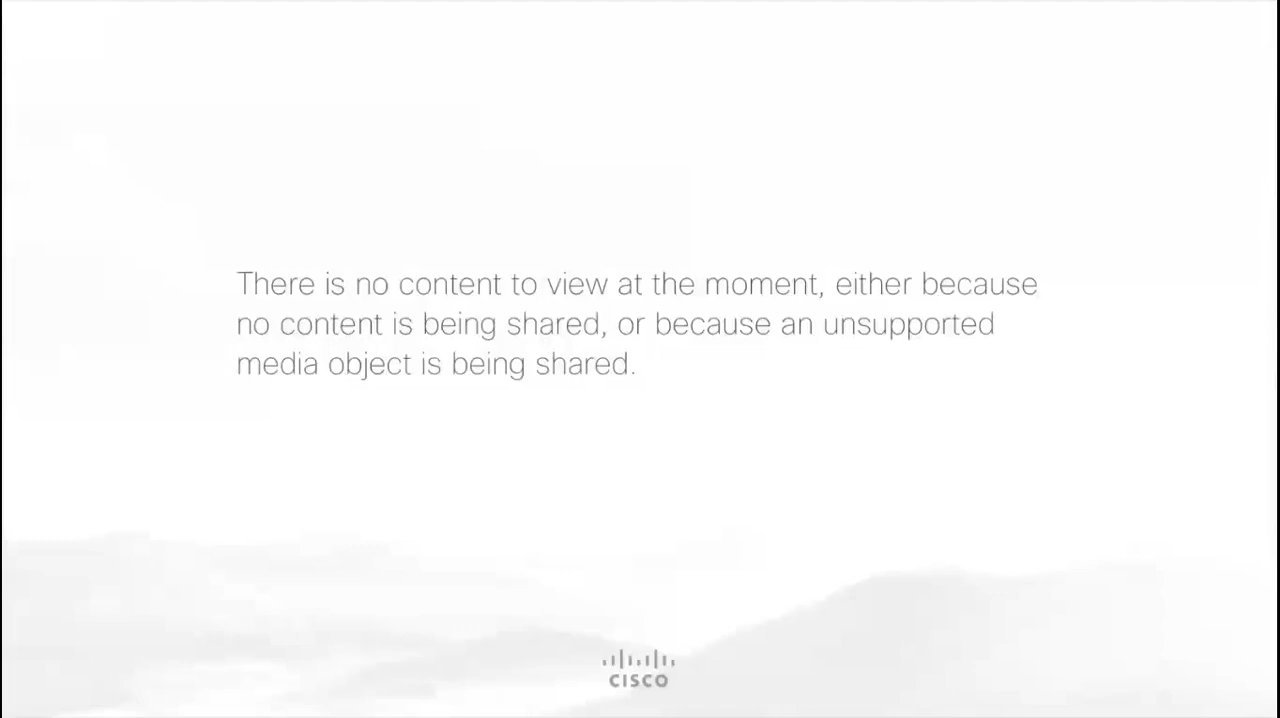 There is no content to view at the moment, either because
no content is being shared, or because an unsupported
media object is being shared.
CISCO